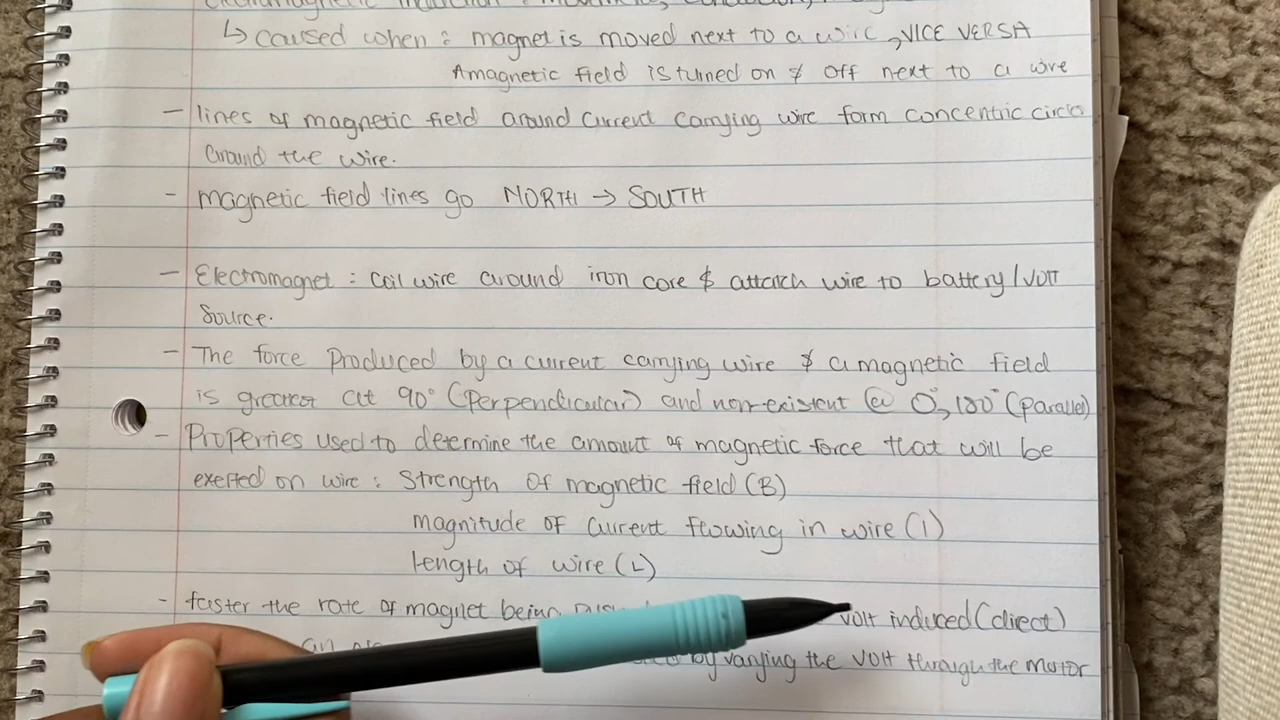 ↳ caused when : magnet is moved next to a wire, VICE VERSA
A magnetic field is turned on & off next to a wire
- lines of magnetic field around current carrying wire form concentric circles
around the wire.
- magnetic field lines go NORTH → SOUTH
- Electromagnet : coil wire around iron core & attatch wire to battery/volt
source.
- The force produced by a current carrying wire & a magnetic field
is greatest at 90° (perpendicular) and non-existent @ 0°, 180° (parallel)
- Properties used to determine the amount of magnetic force that will be
exerted on wire : Strength of magnetic field (B)
magnitude of current flowing in wire (I)
length of wire (L)
- faster the rate of magnet being volt induced (direct)
by varying the volt through the motor